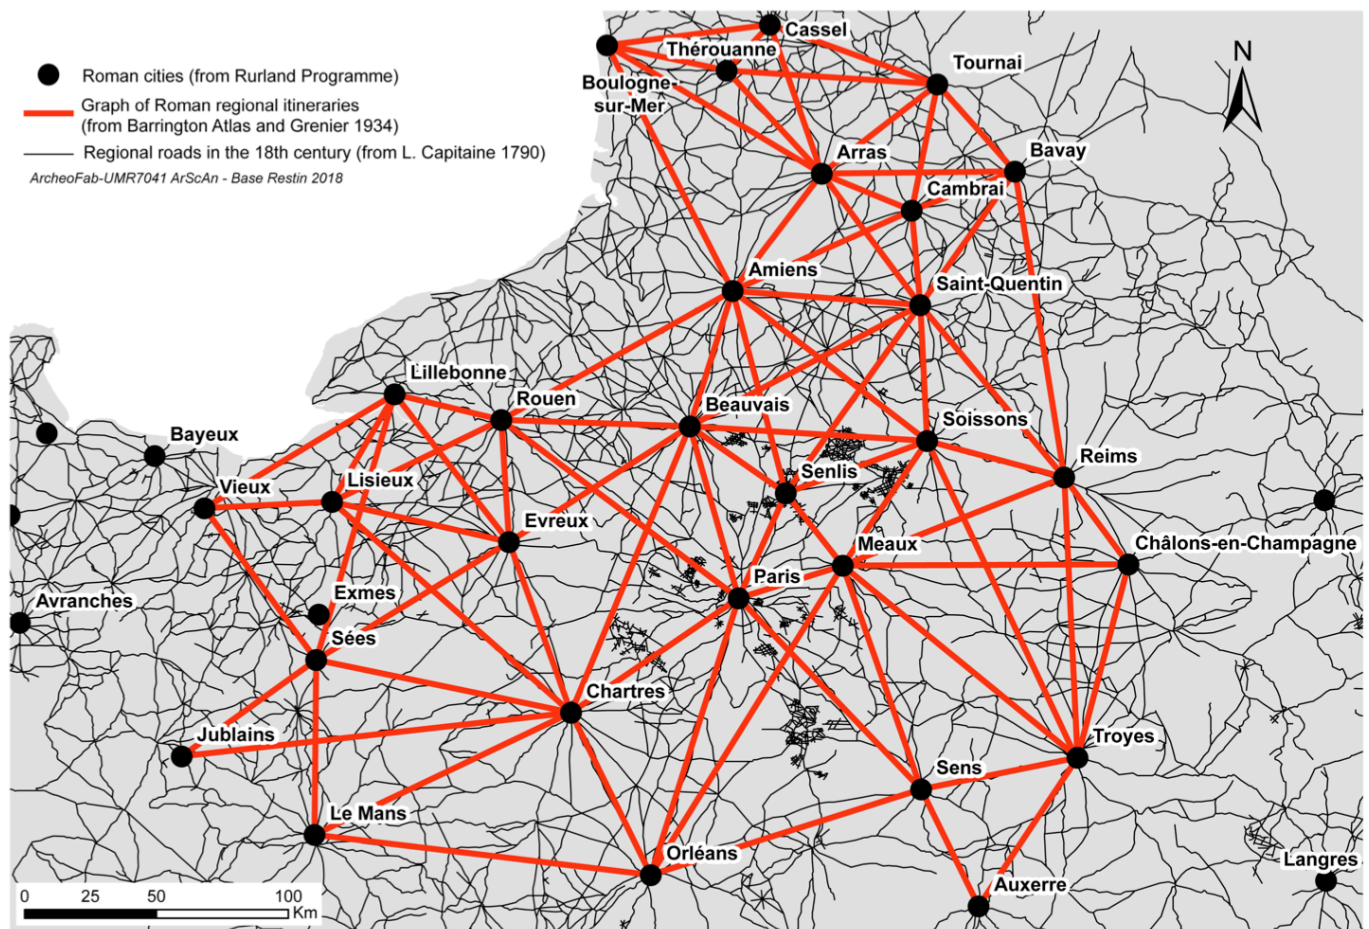 Roman cities (from Rurland Programme)
Graph of Roman regional itineraries
(from Barrington Atlas and Grenier 1934)
Regional roads in the 18th century (from L. Capitaine 1790)
ArcheoFab-UMR7041 ArScAn - Base Restin 2018
N
Cassel
Thérouanne
Boulogne-
sur-Mer
Tournai
Arras
Bavay
Cambrai
Amiens
Saint-Quentin
Lillebonne
Rouen
Beauvais
Soissons
Bayeux
Reims
Senlis
Lisieux
Vieux
Evreux
Meaux
Châlons-en-Champagne
Paris
Exmes
Avranches
Sées
Chartres
Jublains
Troyes
Sens
Le Mans
Orléans
Langres
Auxerre
0 25 50 100
Km